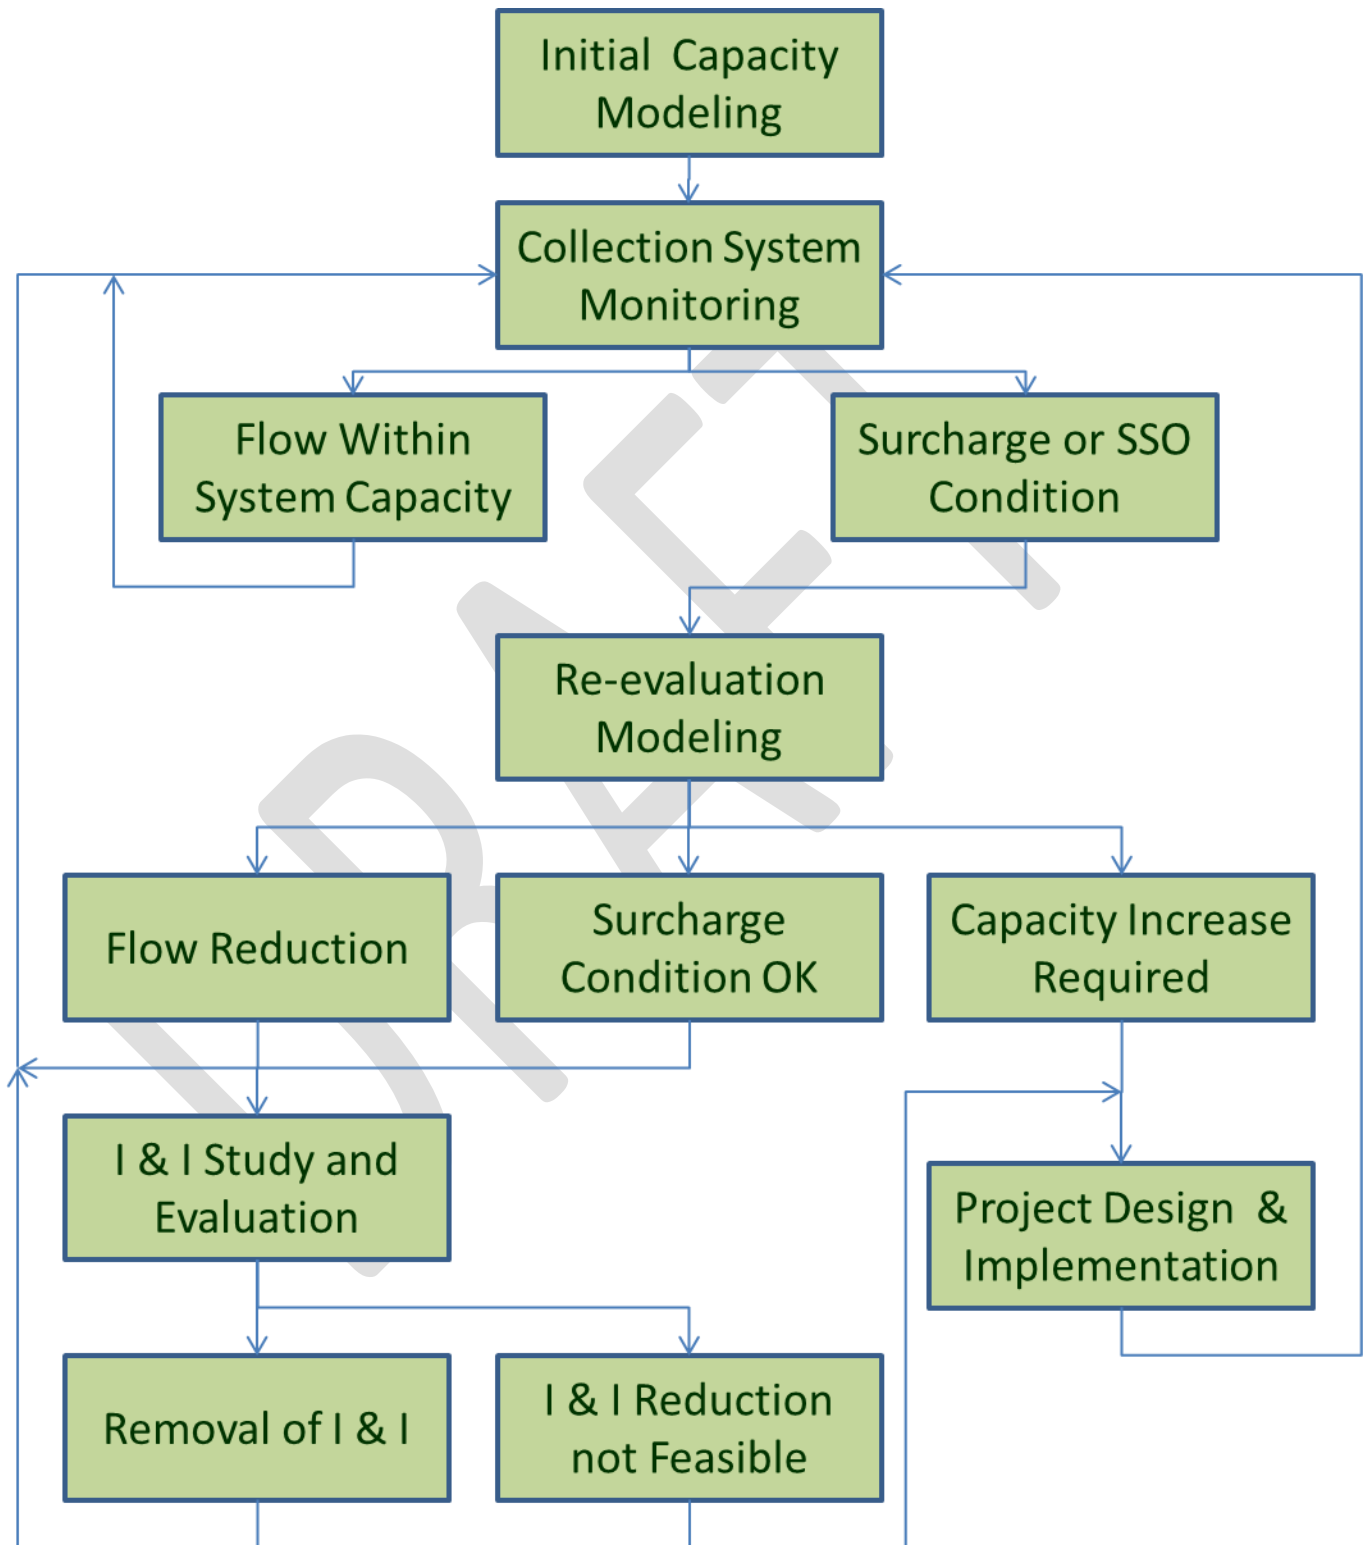 Initial Capacity
Modeling
Collection System
Monitoring
Flow Within
System Capacity
Surcharge or SSO
Condition
Re-evaluation
Modeling
Flow Reduction
Surcharge
Condition OK
Capacity Increase
Required
I & I Study and
Evaluation
Project Design &
Implementation
Removal of I & I
I & I Reduction
not Feasible
DRAFT